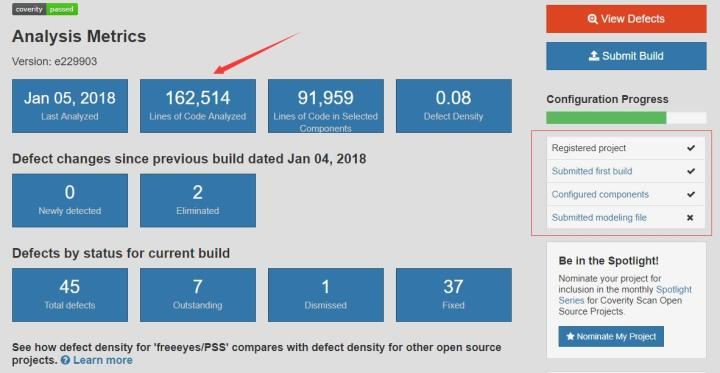 coverity passed
Analysis Metrics
Version: e229903
Jan 05, 2018
Last Analyzed
162,514
Lines of Code Analyzed
91,959
Lines of Code in Selected
Components
0.08
Defect Density
Defect changes since previous build dated Jan 04, 2018
0
Newly detected
2
Eliminated
Defects by status for current build
45
Total defects
7
Outstanding
1
Dismissed
37
Fixed
See how defect density for 'freeeyes/PSS' compares with defect density for other open source
projects. Learn more
View Defects
Submit Build
Configuration Progress
Registered project
Submitted first build
Configured components
Submitted modeling file
Be in the Spotlight!
Nominate your project for
inclusion in the monthly Spotlight
Series for Coverity Scan Open
Source Projects.
Nominate My Project